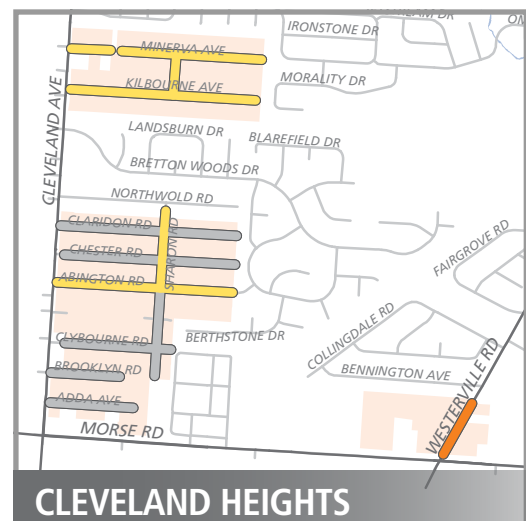 IRONSTONE DR
MINERVA AVE
MORALITY DR
KILBOURNE AVE
CLEVELAND AVE
LANDSBURN DR
BLAREFIELD DR
BRETTON WOODS DR
NORTHWOLD RD
CLARIDON RD
SHARON RD
CHESTER RD
FAIRGROVE RD
ABINGTON RD
CLYBOURNE RD
BERTHSTONE DR
COLLINGDALE RD
BROOKLYN RD
BENNINGTON AVE
WESTERVILLE RD
ADDA AVE
MORSE RD
CLEVELAND HEIGHTS